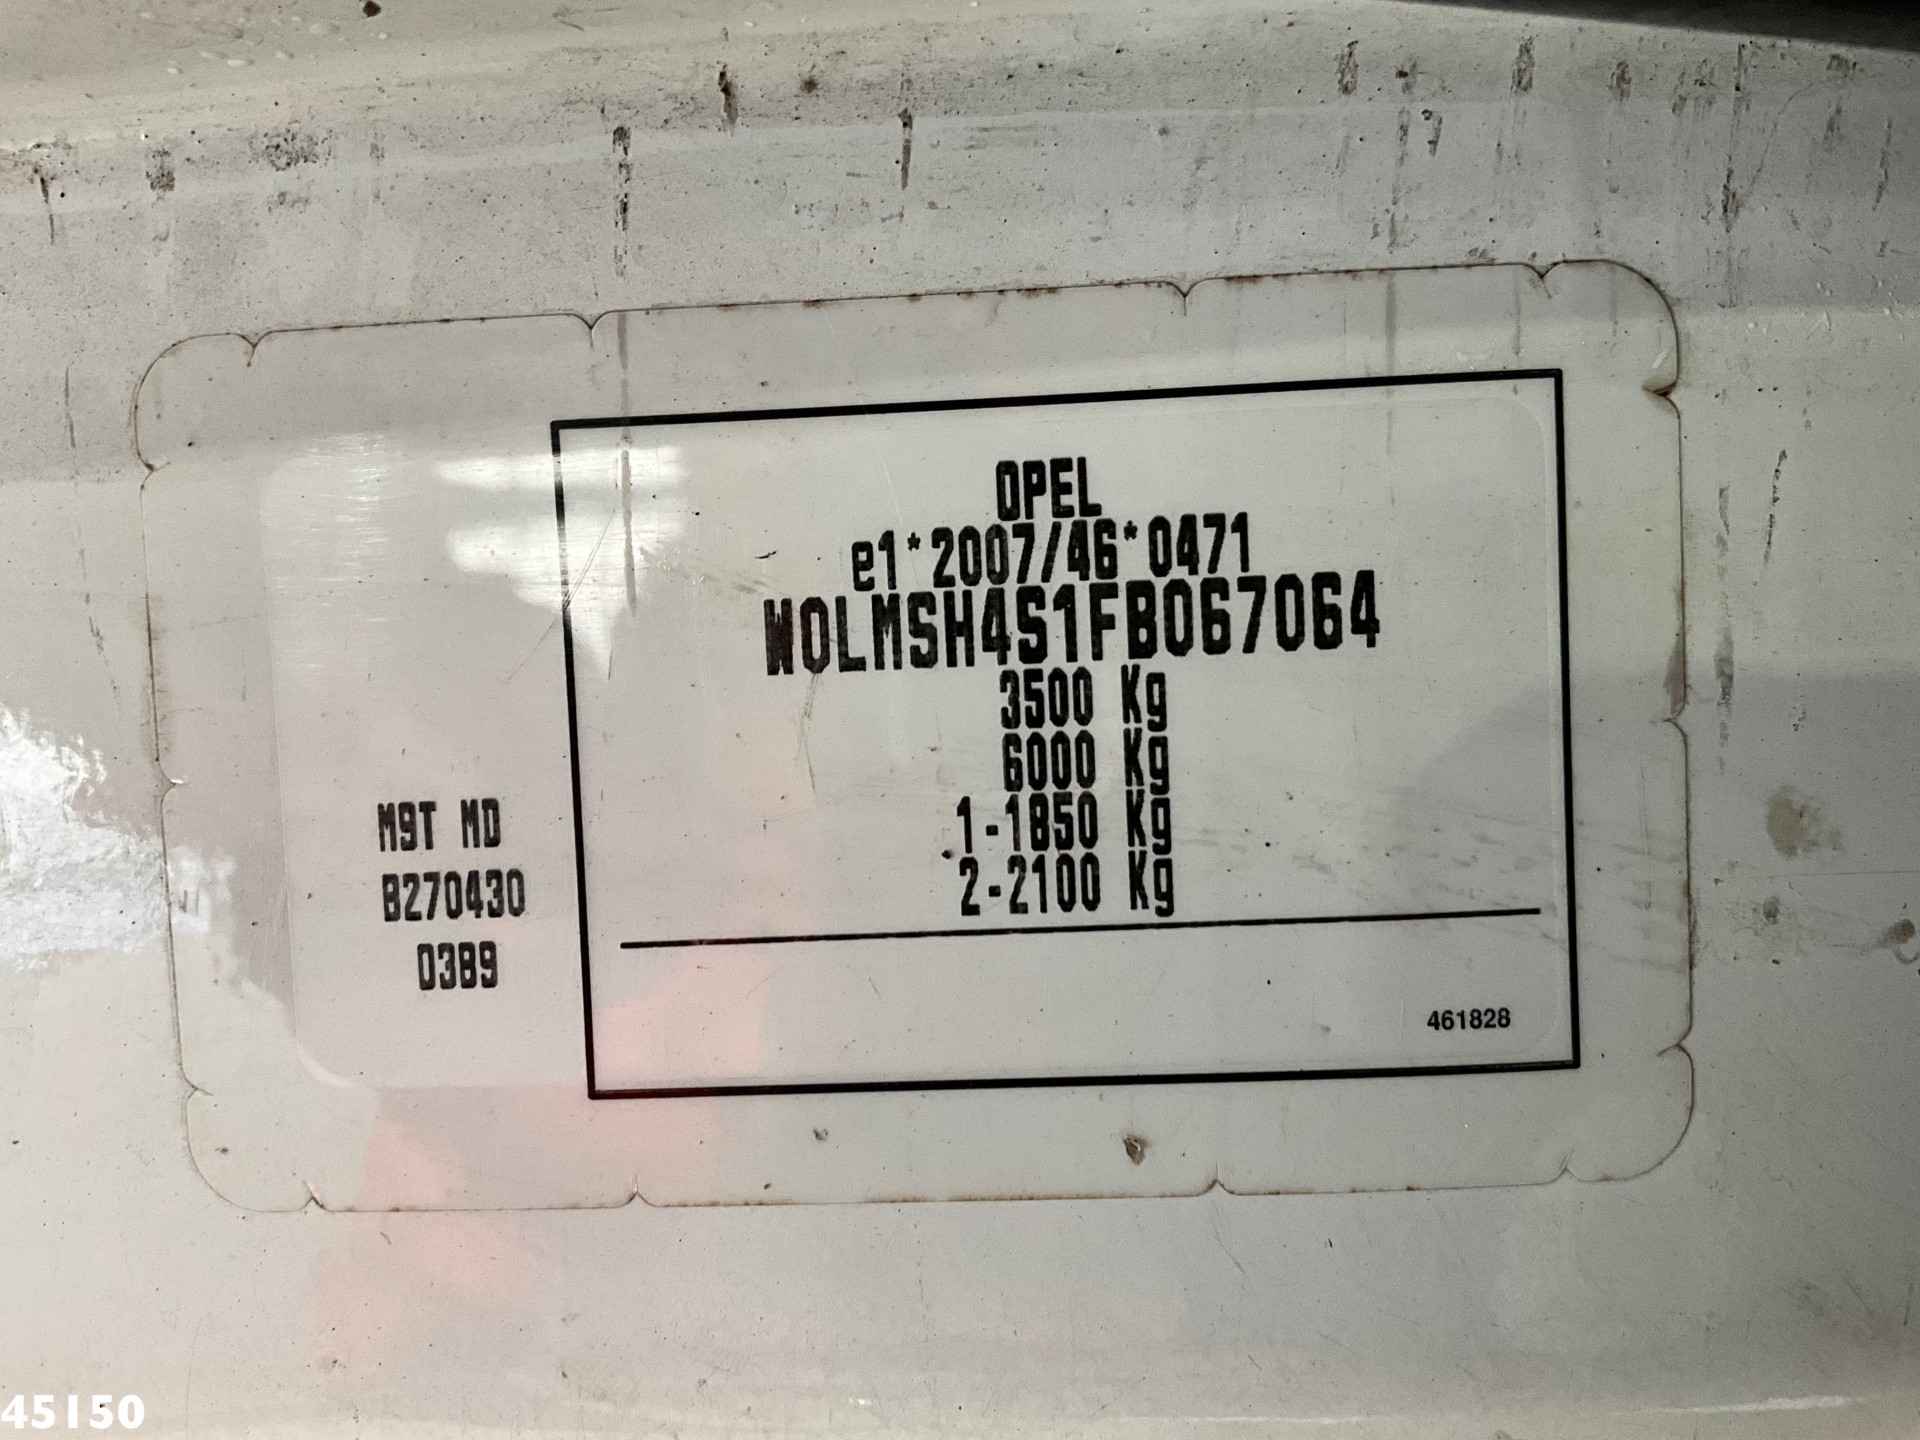 OPEL
e1*2007/46*0471
W0LMSH4S1FB067064
3500 Kg
6000 Kg
1-1850 Kg
2-2100 Kg
M9T MD
B270430
0389
461828
45150